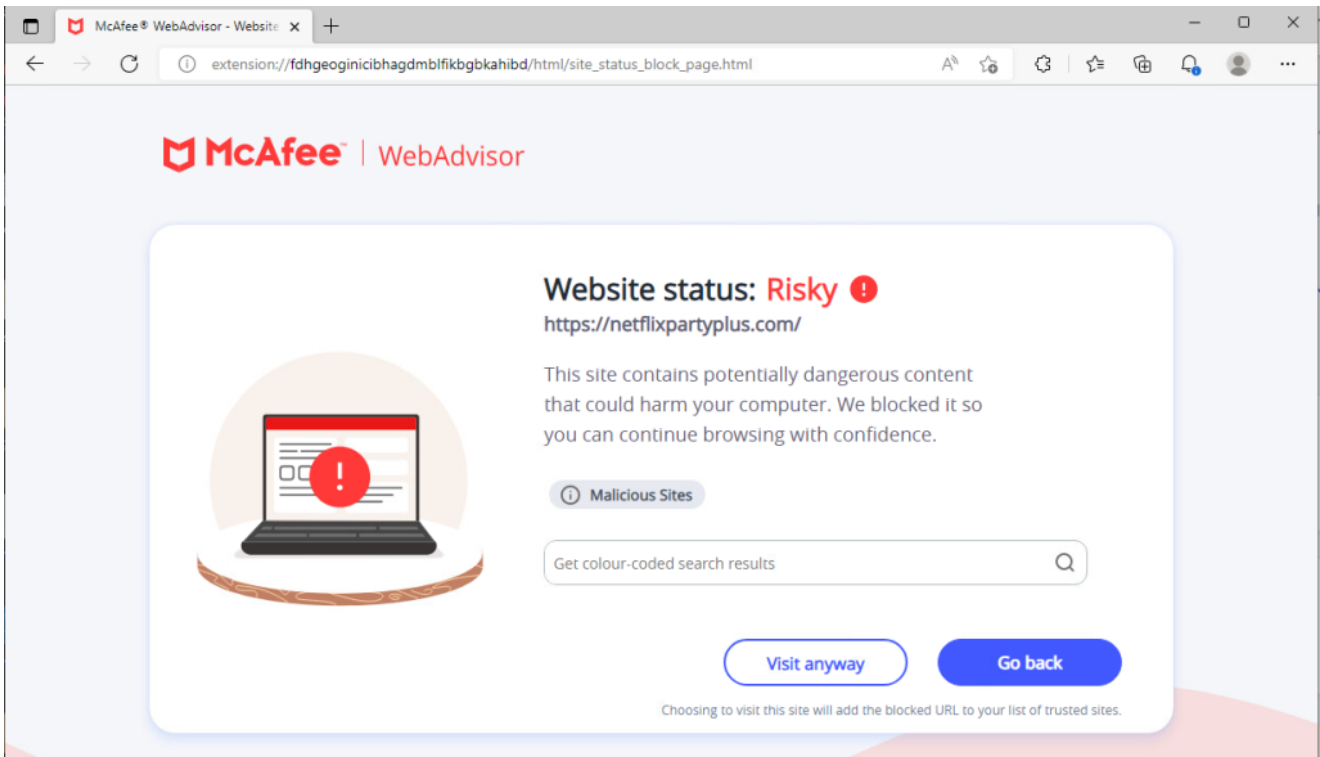 McAfee® WebAdvisor - Website
extension://fdhgeoginicibhagdmblfikbgbkahibd/html/site_status_block_page.html
McAfee™ | WebAdvisor
Website status: Risky
https://netflixpartyplus.com/
This site contains potentially dangerous content
that could harm your computer. We blocked it so
you can continue browsing with confidence.
Malicious Sites
Get colour-coded search results
Visit anyway
Go back
Choosing to visit this site will add the blocked URL to your list of trusted sites.